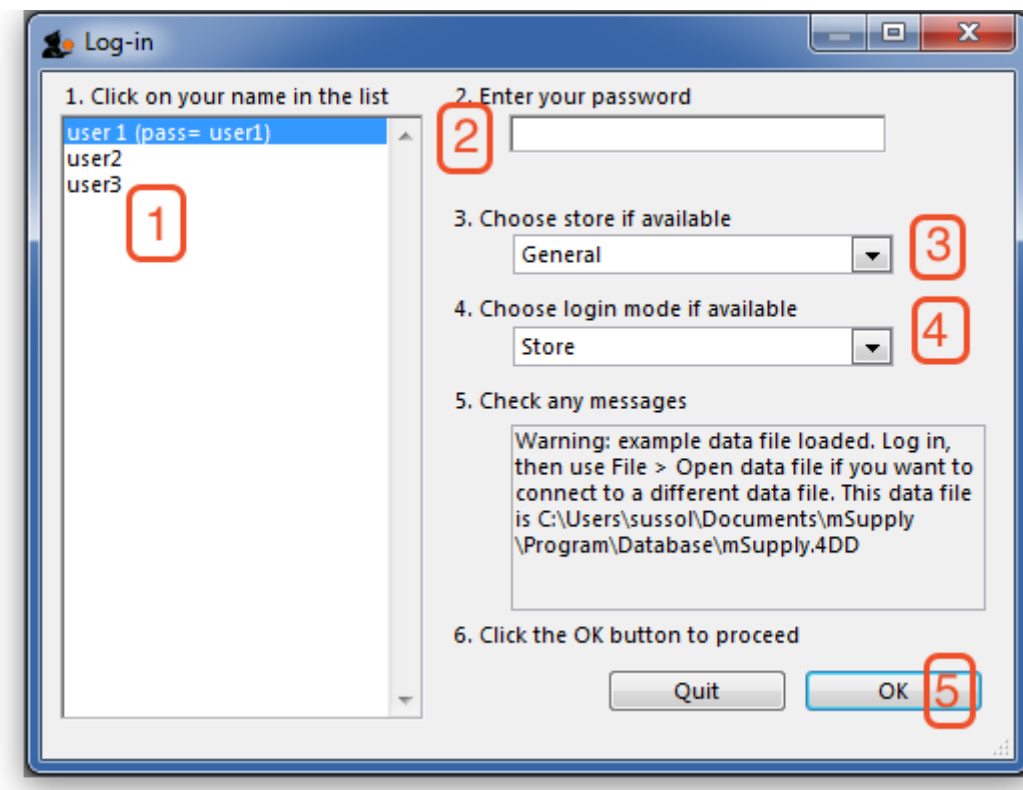 Log-in
1. Click on your name in the list
user 1 (pass= user1)
user2
user3
1
2. Enter your password
2
3. Choose store if available
General
3
4. Choose login mode if available
Store
4
5. Check any messages
Warning: example data file loaded. Log in,
then use File > Open data file if you want to
connect to a different data file. This data file
is C:\Users\sussol\Documents\mSupply
\Program\Database\mSupply.4DD
6. Click the OK button to proceed
Quit
OK
5